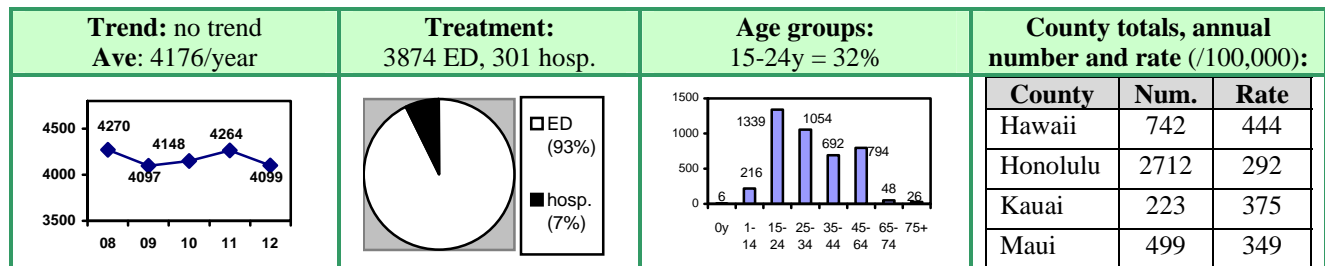 Trend: no trend
Ave: 4176/year
Treatment:
3874 ED, 301 hosp.
Age groups:
15-24y = 32%
County totals, annual
number and rate (/100,000):
4500
4000
3500
4270
4097
4148
4264
4099
08 09 10 11 12
ED
(93%)
hosp.
(7%)
1500
1000
500
0
6
216
1339
1054
692
794
48
26
0y 1- 15- 25- 35- 45- 65- 75+
14 24 34 44 64 74
County Num. Rate
Hawaii 742 444
Honolulu 2712 292
Kauai 223 375
Maui 499 349